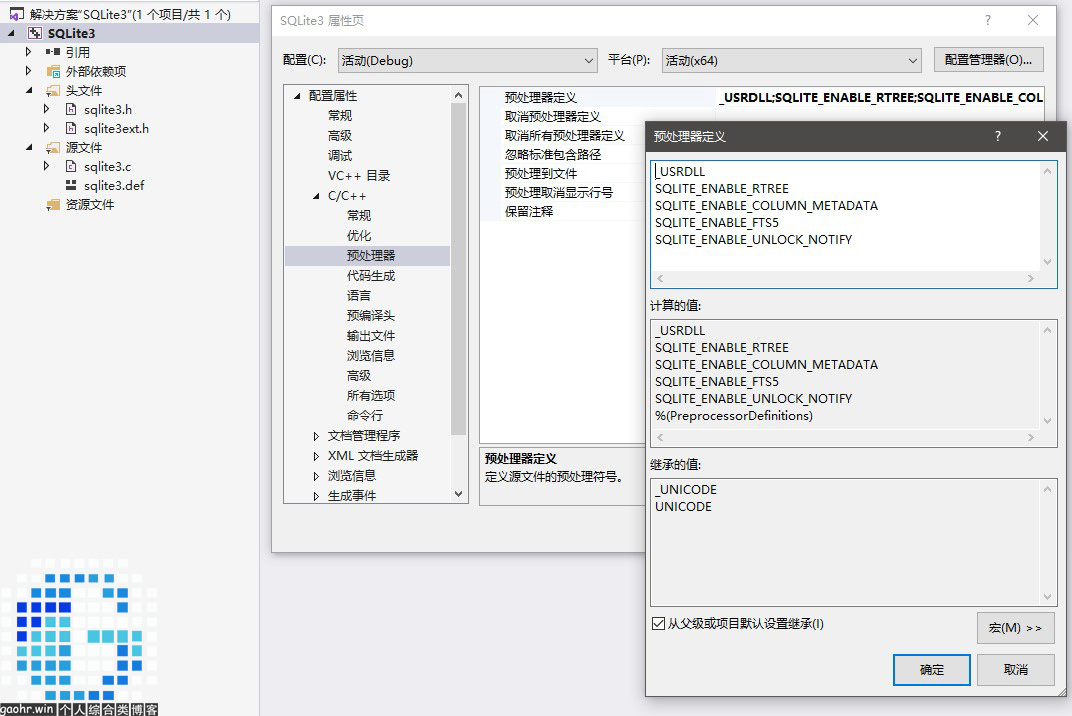 解决方案"SQLite3"(1 个项目/共 1 个)
SQLite3
引用
外部依赖项
头文件
sqlite3.h
sqlite3ext.h
源文件
sqlite3.c
sqlite3.def
资源文件
gaohr.win 个人综合类博客
SQLite3 属性页
配置(C):
活动(Debug)
平台(P):
活动(x64)
配置管理器(O)...
配置属性
常规
高级
调试
VC++ 目录
C/C++
常规
优化
预处理器
代码生成
语言
预编译头
输出文件
浏览信息
高级
所有选项
命令行
文档管理程序
XML 文档生成器
浏览信息
生成事件
预处理器定义 _USRDLL;SQLITE_ENABLE_RTREE;SQLITE_ENABLE_COL
取消预处理器定义
取消所有预处理器定义
忽略标准包含路径
预处理到文件
预处理取消显示行号
保留注释
预处理器定义
定义源文件的预处理符号。
预处理器定义
_USRDLL
SQLITE_ENABLE_RTREE
SQLITE_ENABLE_COLUMN_METADATA
SQLITE_ENABLE_FTS5
SQLITE_ENABLE_UNLOCK_NOTIFY
计算的值:
_USRDLL
SQLITE_ENABLE_RTREE
SQLITE_ENABLE_COLUMN_METADATA
SQLITE_ENABLE_FTS5
SQLITE_ENABLE_UNLOCK_NOTIFY
%(PreprocessorDefinitions)
继承的值:
_UNICODE
UNICODE
从父级或项目默认设置继承(I)
宏(M) >>
确定
取消